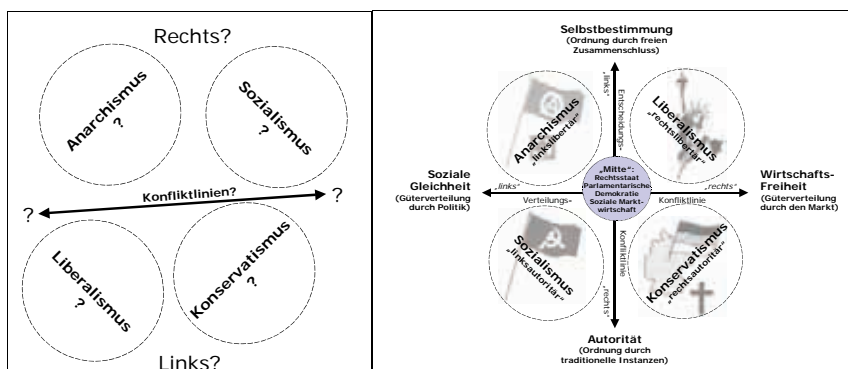 Rechts?
Anarchismus
?
Sozialismus
?
Konfliktlinien?
?
?
Liberalismus
?
Konservatismus
?
Links?
Selbstbestimmung
(Ordnung durch freien
Zusammenschluss)
„links“
Entscheidungs-
Anarchismus
„linkslibertär“
Liberalismus
„rechtslibertär“
Soziale
Gleichheit
(Güterverteilung
durch Politik)
„links“
Verteilungs-
„Mitte“:
Rechtsstaat
Parlamentarische
Demokratie
Soziale Markt-
wirtschaft
„rechts“
Konfliktlinie
Wirtschafts-
Freiheit
(Güterverteilung
durch den Markt)
Sozialismus
„linksautoritär“
Konfliktlinie
„rechts“
Konservatismus
„rechtsautoritär“
Autorität
(Ordnung durch
traditionelle Instanzen)